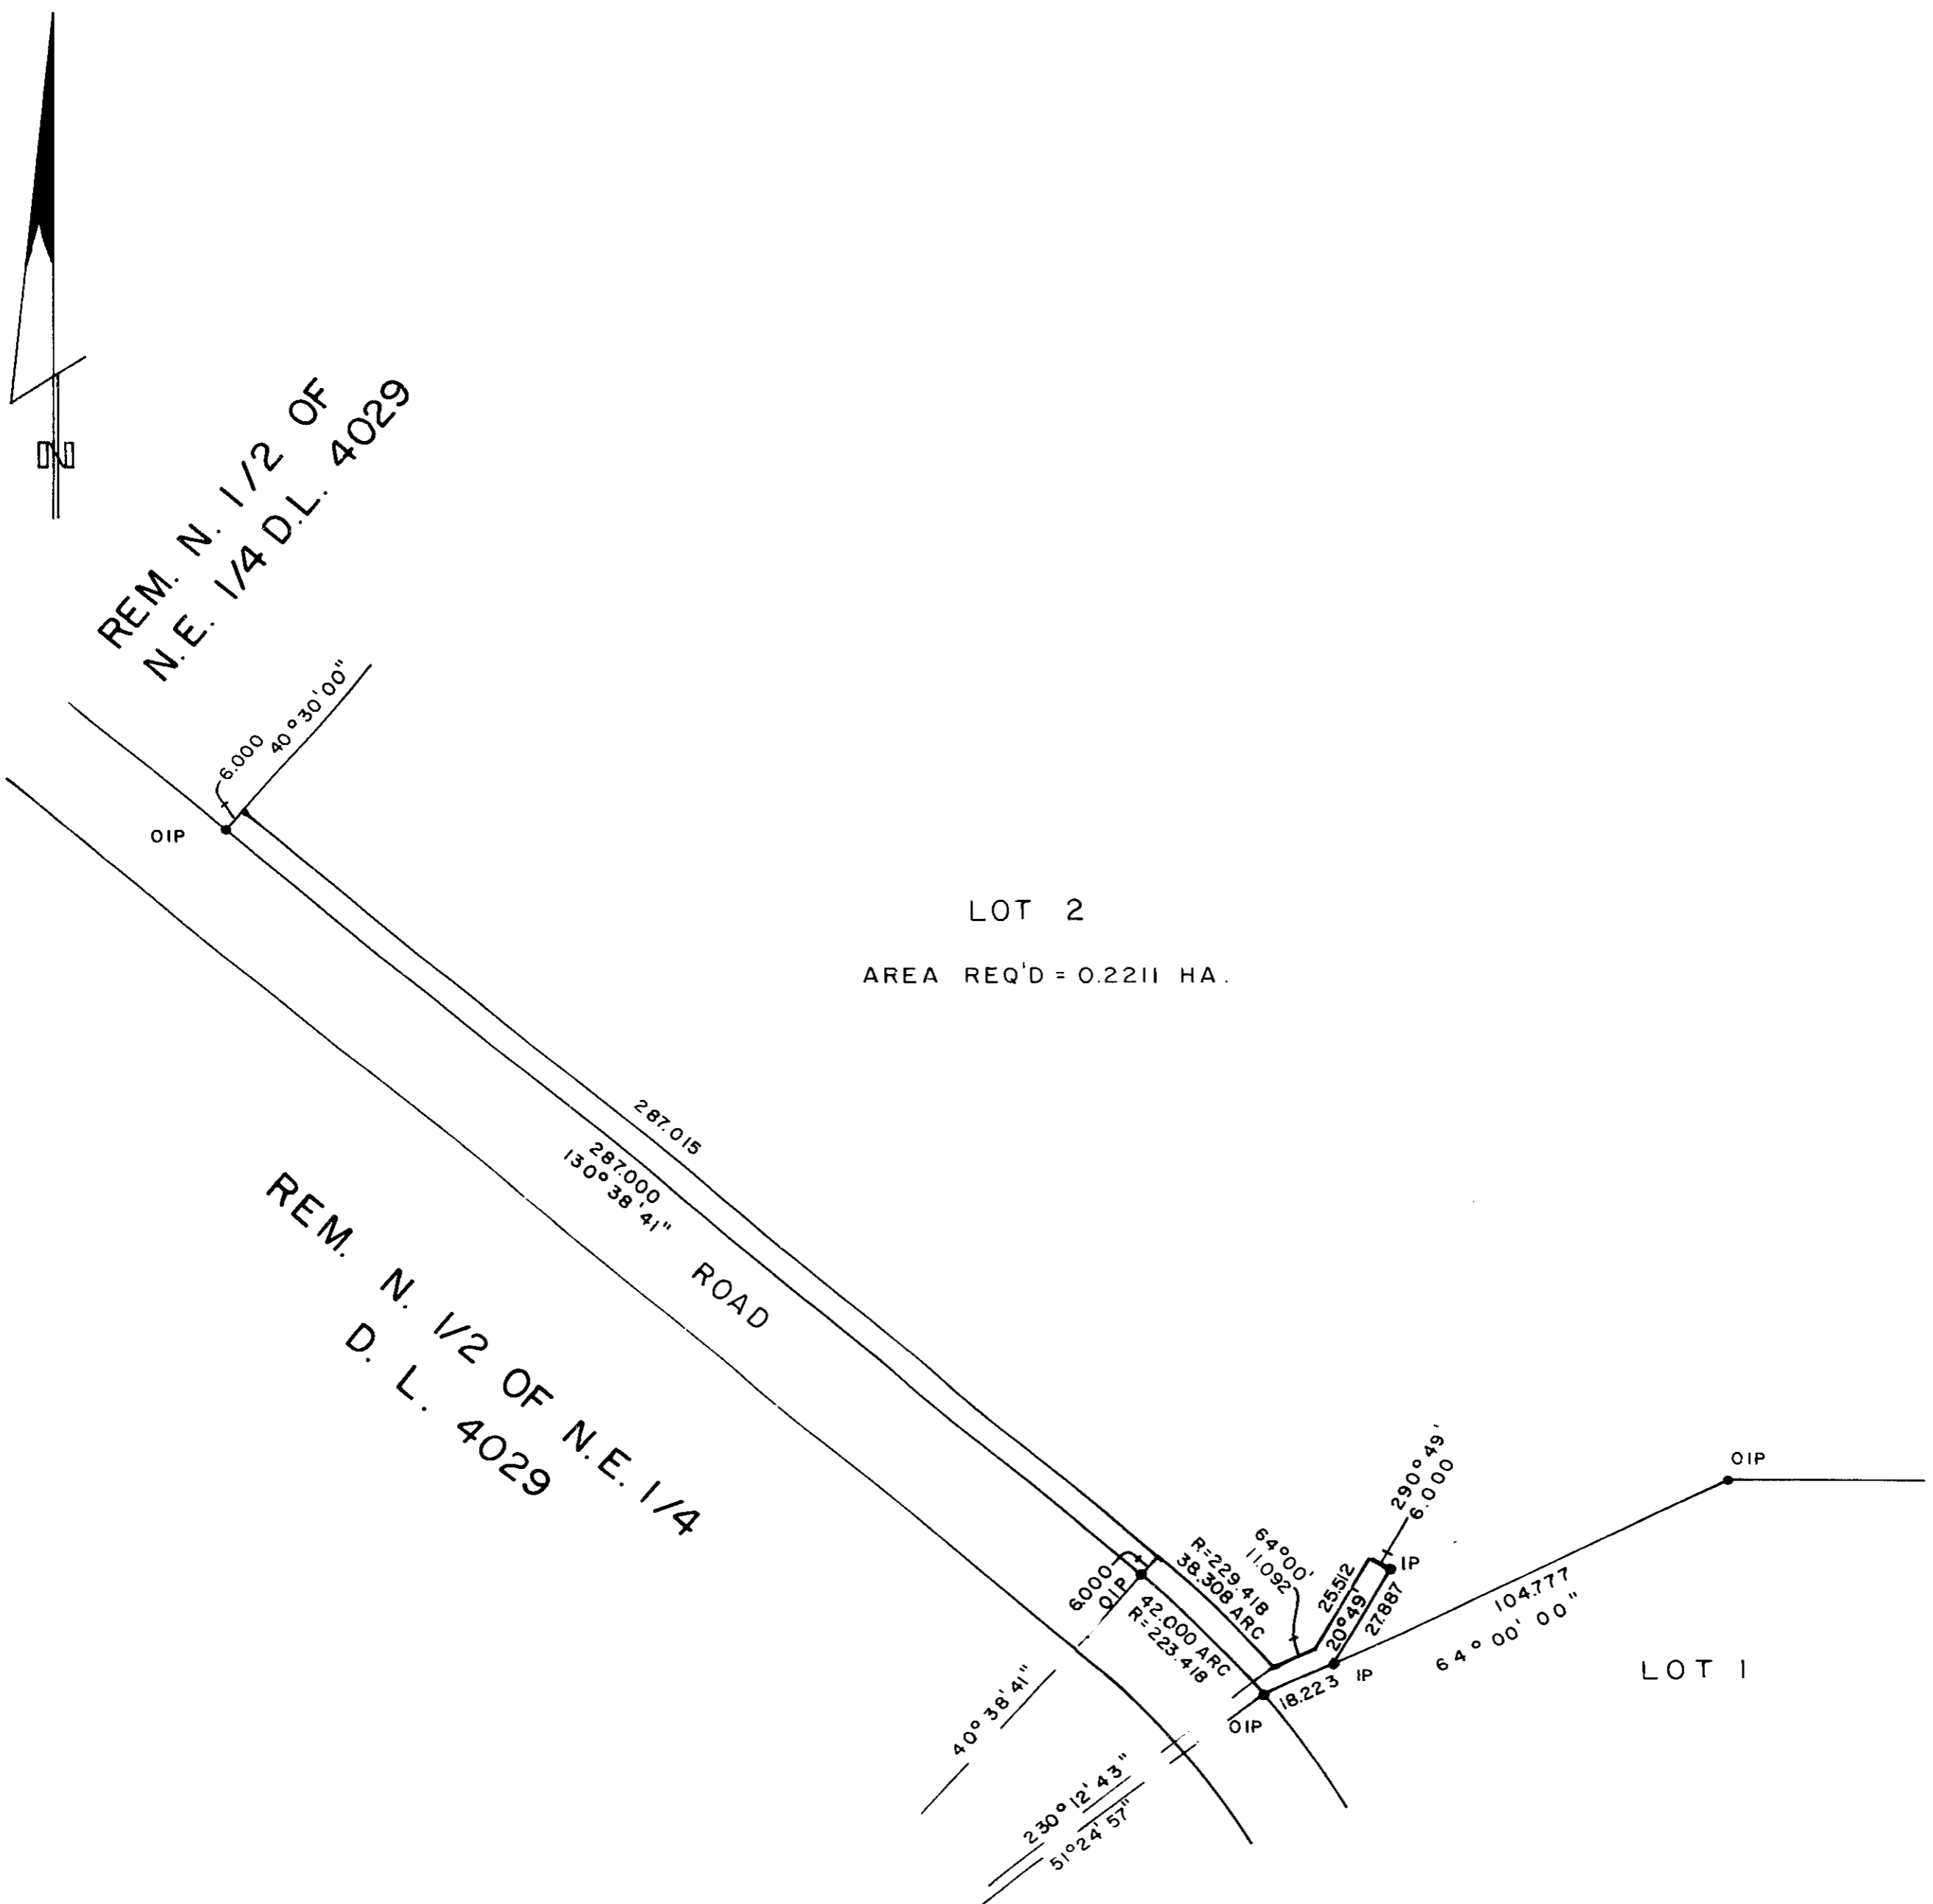 N
REM. N. 1/2 OF
N.E. 1/4 D.L. 4029
6.000
40°30'00"
OIP
LOT 2
AREA REQ'D = 0.2211 HA.
287.015
287.000
130°38'41"
ROAD
REM. N. 1/2 OF N.E. 1/4
D. L. 4029
OIP
290°49'
6.000
64°00'
11.092
R=229.418
38.308 ARC
6.000
OIP
42.000 ARC
R=223.418
25.512
20°49'
27.887
IP
104.777
64°00'00"
LOT 1
IP
18.223
OIP
40°38'41"
230°12'43"
51°24'57"